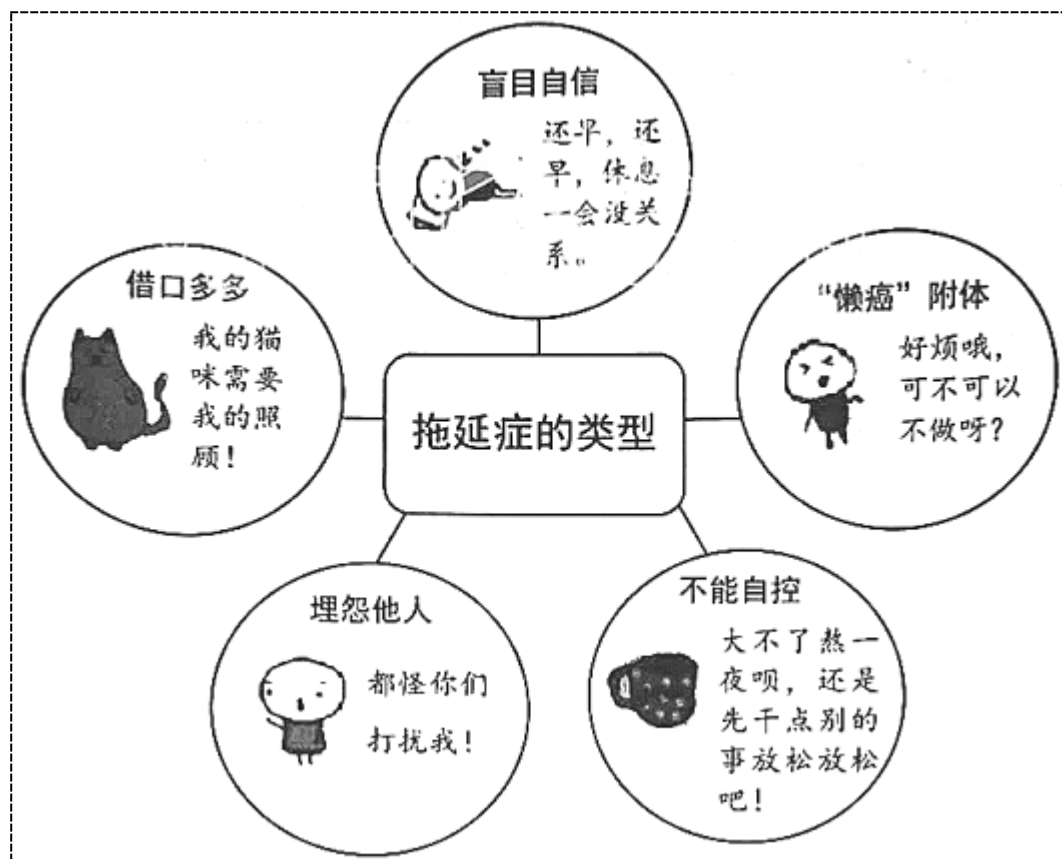 盲目自信
还早，还
早，休息
一会没关
系。
借口多多
我的猫
咪需要
我的照
顾！
“懒癌”附体
好烦哦，
可不可以
不做呀？
拖延症的类型
埋怨他人
都怪你们
打扰我！
不能自控
大不了熬一
夜呗，还是
先干点别的
事放松放松
吧！